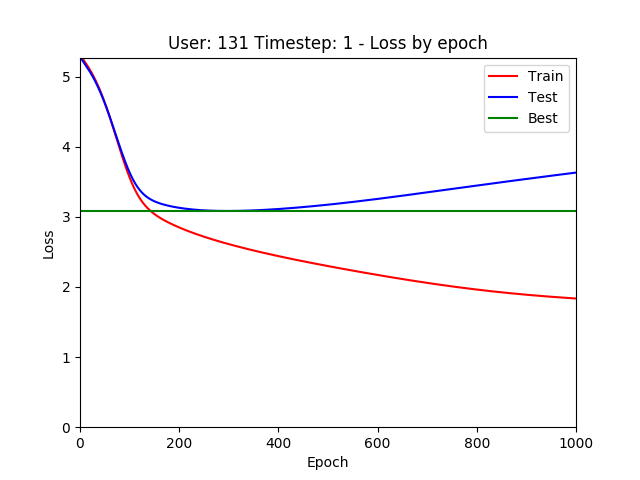 User: 131 Timestep: 1 - Loss by epoch
Train
Test
Best
5
4
3
2
1
0
Loss
0 200 400 600 800 1000
Epoch